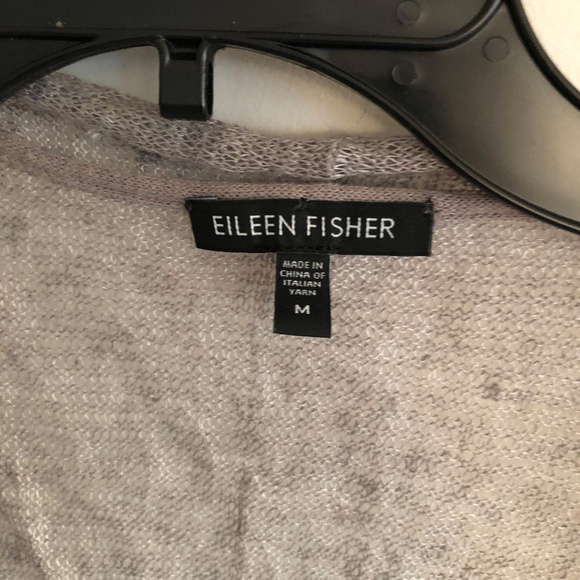 EILEEN FISHER
MADE IN
CHINA OF
ITALIAN
YARN
M